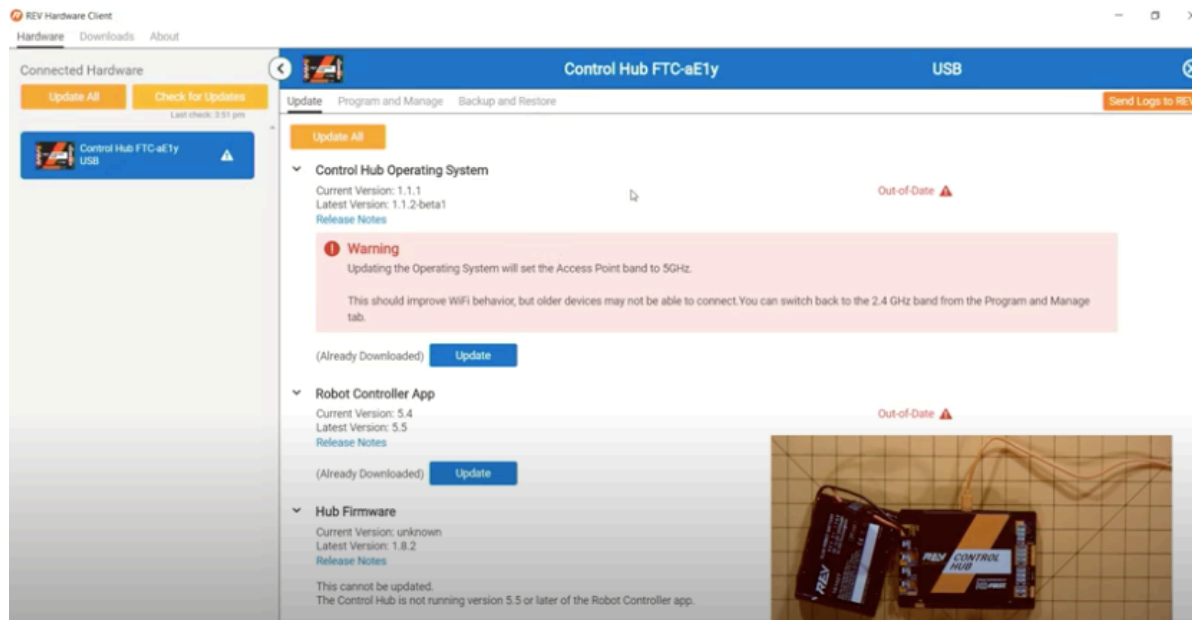 REV Hardware Client
Hardware Downloads About
Connected Hardware
Update All Check for Updates
Last check: 3:51 pm
Control Hub FTC-aE1y
USB
Control Hub FTC-aE1y USB
Update Program and Manage Backup and Restore
Send Logs to REV
Update All
Control Hub Operating System
Current Version: 1.1.1
Out-of-Date
Latest Version: 1.1.2-beta1
Release Notes
Warning
Updating the Operating System will set the Access Point band to 5GHz.
This should improve WiFi behavior, but older devices may not be able to connect.You can switch back to the 2.4 GHz band from the Program and Manage
tab.
(Already Downloaded) Update
Robot Controller App
Current Version: 5.4
Out-of-Date
Latest Version: 5.5
Release Notes
(Already Downloaded) Update
Hub Firmware
Current Version: unknown
Latest Version: 1.8.2
Release Notes
This cannot be updated.
The Control Hub is not running version 5.5 or later of the Robot Controller app.
REV
REV CONTROL
HUB